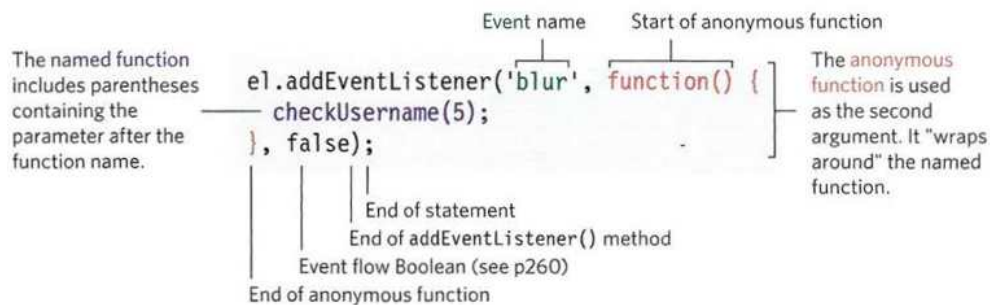 Event name
Start of anonymous function
The named function
includes parentheses
containing the
parameter after the
function name.
el.addEventListener('blur', function() {
checkUsername(5);
}, false);
The anonymous
function is used
as the second
argument. It "wraps
around" the named
function.
End of statement
End of addEventListener() method
Event flow Boolean (see p260)
End of anonymous function